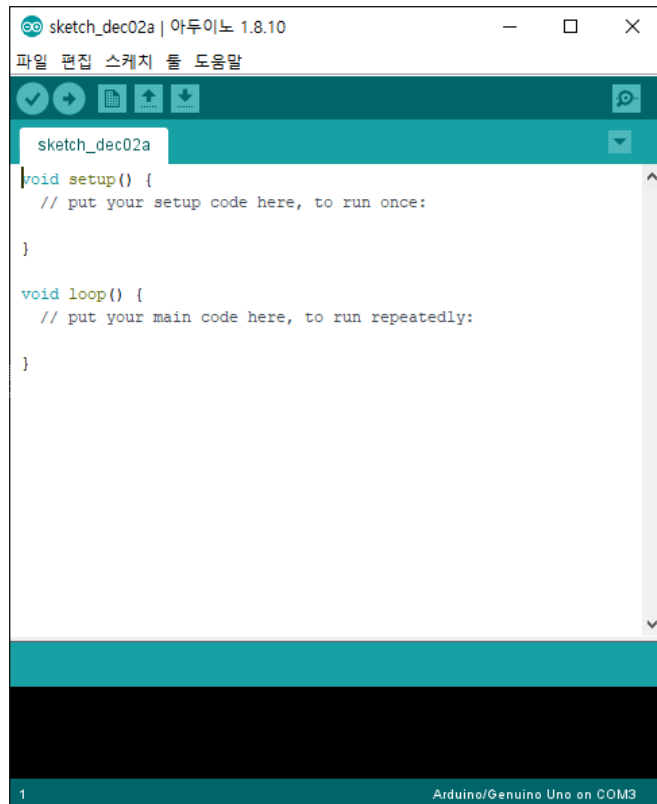 sketch_dec02a | 아두이노 1.8.10
파일 편집 스케치 툴 도움말
sketch_dec02a
void setup() {
  // put your setup code here, to run once:
}
void loop() {
  // put your main code here, to run repeatedly:
}
1 Arduino/Genuino Uno on COM3